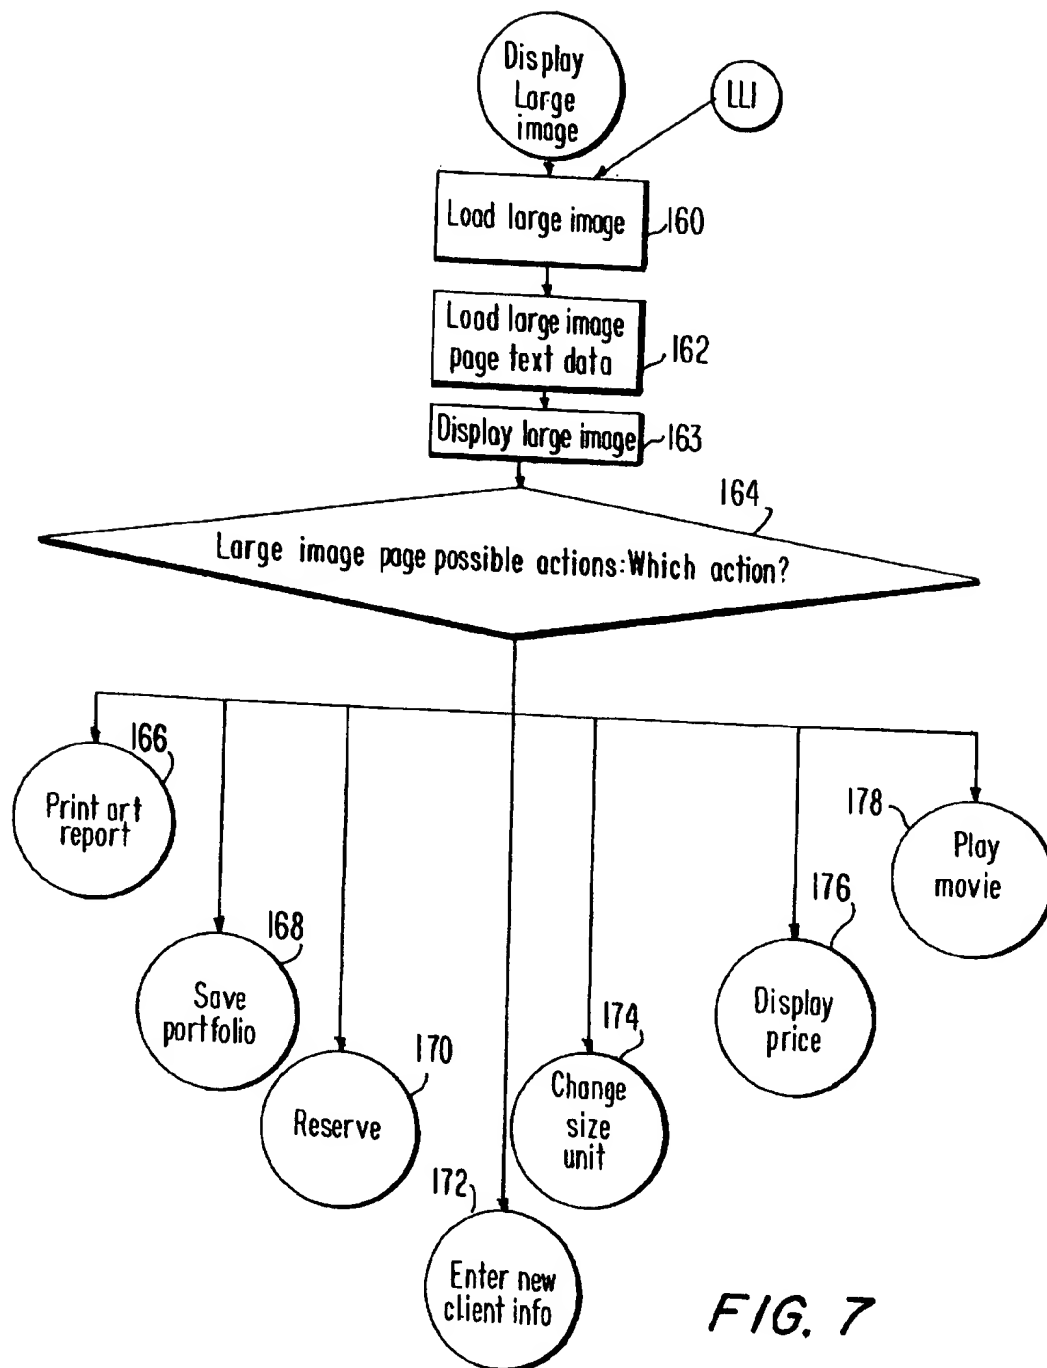 Display
Large
image
LLI
Load large image
160
Load large image
page text data
162
Display large image
163
164
Large image page possible actions:Which action?
166
Print art
report
168
Save
portfolio
170
Reserve
172
Enter new
client info
174
Change
size
unit
176
Display
price
178
Play
movie
FIG. 7